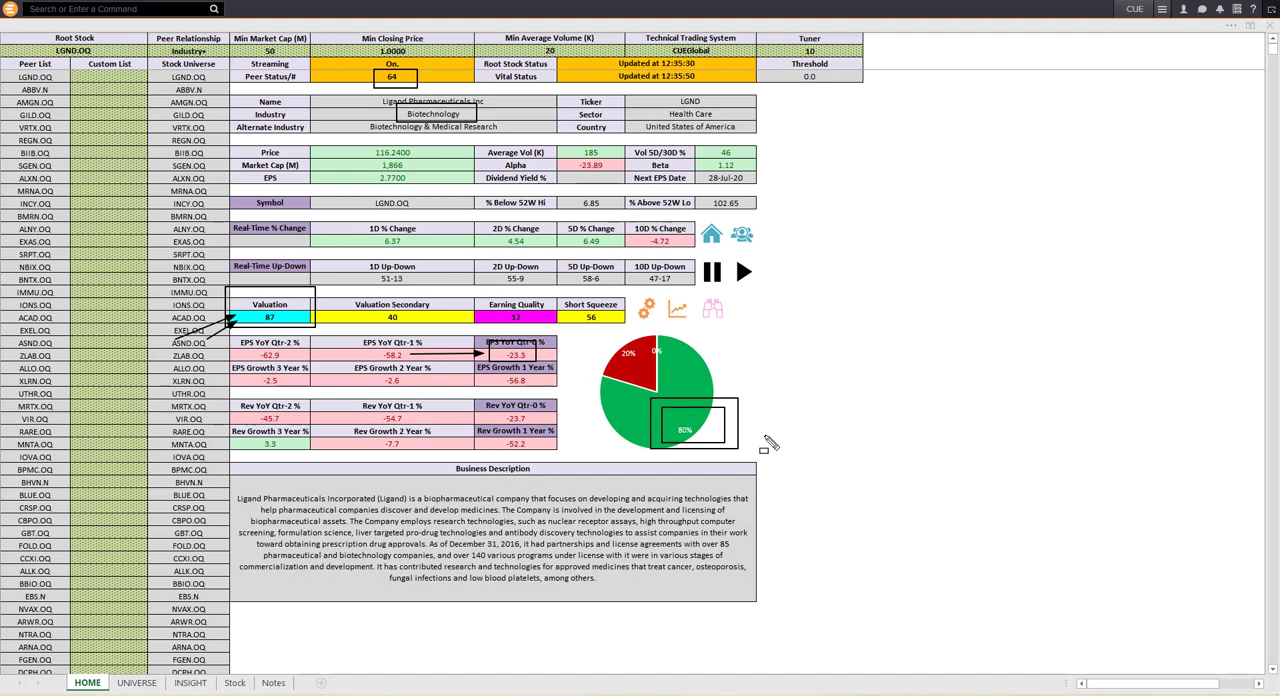 Search or Enter a Command
CUE
?
Root Stock Peer Relationship Min Market Cap (M) Min Closing Price Min Average Volume (K) Technical Trading System Tuner
LGND.OQ Industry+ 50 1.0000 20 CUEGlobal 10
Peer List Custom List Stock Universe Streaming On. Root Stock Status Updated at 12:35:30 Threshold
LGND.OQ LGND.OQ Peer Status/# 64 Vital Status Updated at 12:35:50 0.0
ABBV.N ABBV.N
AMGN.OQ AMGN.OQ Name Ligand Pharmaceuticals Inc Ticker LGND
GILD.OQ GILD.OQ Industry Biotechnology Sector Health Care
VRTX.OQ VRTX.OQ Alternate Industry Biotechnology & Medical Research Country United States of America
REGN.OQ REGN.OQ
BIIB.OQ BIIB.OQ Price 116.2400 Average Vol (K) 185 Vol 5D/30D % 46
SGEN.OQ SGEN.OQ Market Cap (M) 1,866 Alpha -23.89 Beta 1.12
ALXN.OQ ALXN.OQ EPS 2.7700 Dividend Yield % Next EPS Date 28-Jul-20
MRNA.OQ MRNA.OQ
INCY.OQ INCY.OQ Symbol LGND.OQ % Below 52W Hi 6.85 % Above 52W Lo 102.65
BMRN.OQ BMRN.OQ
ALNY.OQ ALNY.OQ Real-Time % Change 1D % Change 2D % Change 5D % Change 10D % Change
EXAS.OQ EXAS.OQ 6.37 4.54 6.49 -4.72
SRPT.OQ SRPT.OQ
NBIX.OQ NBIX.OQ Real-Time Up-Down 1D Up-Down 2D Up-Down 5D Up-Down 10D Up-Down
BNTX.OQ BNTX.OQ 51-13 55-9 58-6 47-17
IMMU.OQ IMMU.OQ
IONS.OQ IONS.OQ Valuation Valuation Secondary Earning Quality Short Squeeze
ACAD.OQ ACAD.OQ 87 40 12 56
EXEL.OQ EXEL.OQ
ASND.OQ ASND.OQ EPS YoY Qtr-2 % EPS YoY Qtr-1 % EPS YoY Qtr-0 %
ZLAB.OQ ZLAB.OQ -62.9 -58.2 -23.3 20% 0%
ALLO.OQ ALLO.OQ EPS Growth 3 Year % EPS Growth 2 Year % EPS Growth 1 Year %
XLRN.OQ XLRN.OQ -2.5 -2.6 -56.8
UTHR.OQ UTHR.OQ
MRTX.OQ MRTX.OQ Rev YoY Qtr-2 % Rev YoY Qtr-1 % Rev YoY Qtr-0 %
VIR.OQ VIR.OQ -45.7 -54.7 -23.7
RARE.OQ RARE.OQ Rev Growth 3 Year % Rev Growth 2 Year % Rev Growth 1 Year % 80%
MNTA.OQ MNTA.OQ 3.3 -7.7 -52.2
IOVA.OQ IOVA.OQ
BPMC.OQ BPMC.OQ Business Description
BHVN.N BHVN.N
BLUE.OQ BLUE.OQ Ligand Pharmaceuticals Incorporated (Ligand) is a biopharmaceutical company that focuses on developing and acquiring technologies that
CRSP.OQ CRSP.OQ help pharmaceutical companies discover and develop medicines. The Company is involved in the development and licensing of
CBPO.OQ CBPO.OQ biopharmaceutical assets. The Company employs research technologies, such as nuclear receptor assays, high throughput computer
GBT.OQ GBT.OQ screening, formulation science, liver targeted pro-drug technologies and antibody discovery technologies to assist companies in their work
FOLD.OQ FOLD.OQ toward obtaining prescription drug approvals. As of December 31, 2016, it had partnerships and license agreements with over 85
CCXI.OQ CCXI.OQ pharmaceutical and biotechnology companies, and over 140 various programs under license with it were in various stages of
ALLK.OQ ALLK.OQ commercialization and development. It has contributed research and technologies for approved medicines that treat cancer, osteoporosis,
BBIO.OQ BBIO.OQ fungal infections and low blood platelets, among others.
EBS.N EBS.N
NVAX.OQ NVAX.OQ
ARWR.OQ ARWR.OQ
NTRA.OQ NTRA.OQ
ARNA.OQ ARNA.OQ
FGEN.OQ FGEN.OQ
DCPH.OQ DCPH.OQ
HOME UNIVERSE INSIGHT Stock Notes